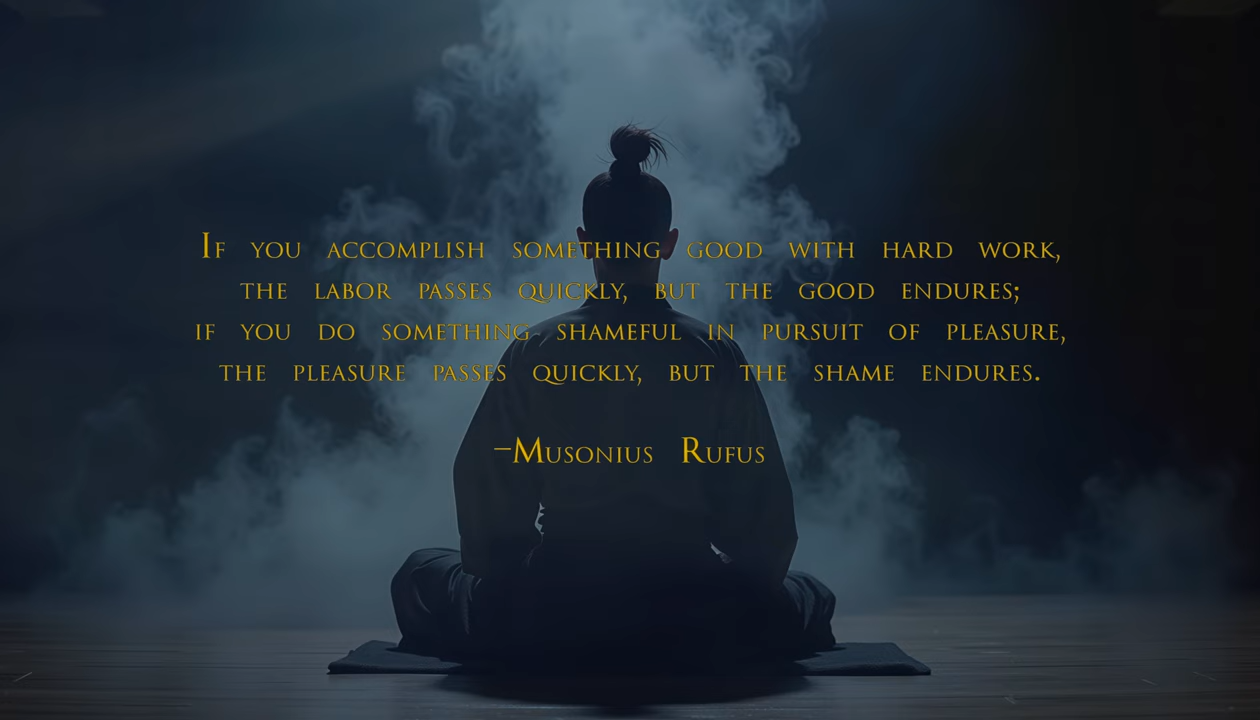 If you accomplish something good with hard work,
the labor passes quickly, but the good endures;
if you do something shameful in pursuit of pleasure,
the pleasure passes quickly, but the shame endures.
–Musonius Rufus